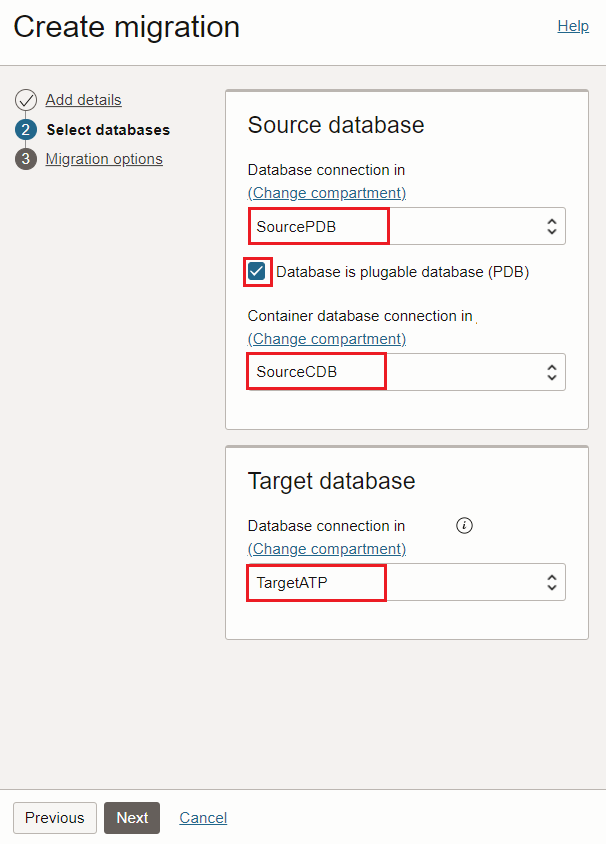 Create migration
Help
Add details
2 Select databases
3 Migration options
Source database
Database connection in
(Change compartment)
SourcePDB
Database is plugable database (PDB)
Container database connection in
(Change compartment)
SourceCDB
Target database
Database connection in
(Change compartment)
TargetATP
Previous
Next
Cancel